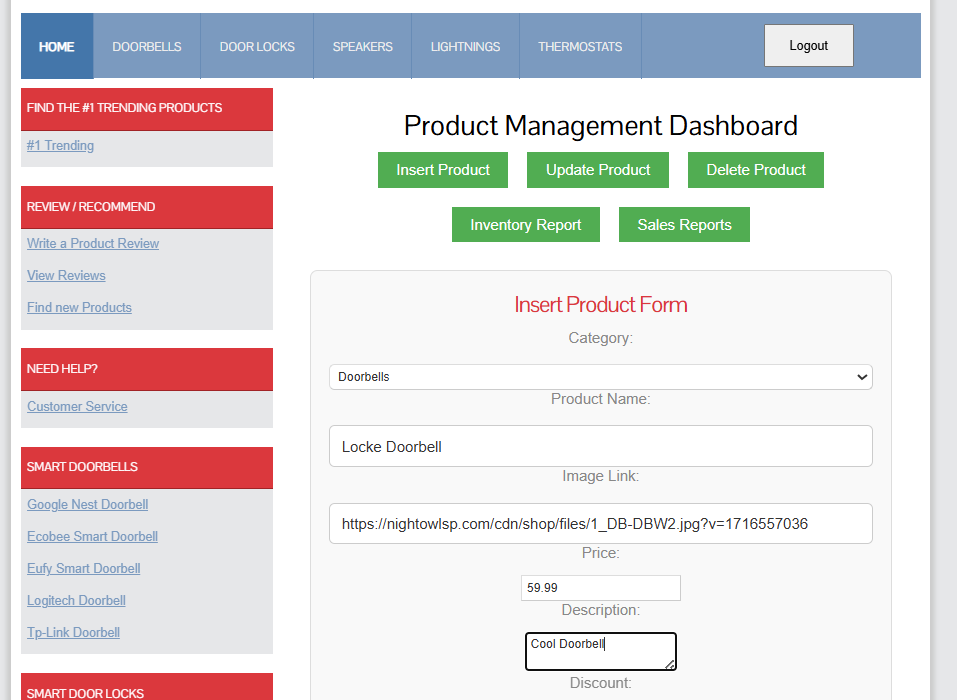 HOME DOORBELLS DOOR LOCKS SPEAKERS LIGHTNINGS THERMOSTATS Logout
FIND THE #1 TRENDING PRODUCTS
#1 Trending
REVIEW / RECOMMEND
Write a Product Review
View Reviews
Find new Products
NEED HELP?
Customer Service
SMART DOORBELLS
Google Nest Doorbell
Ecobee Smart Doorbell
Eufy Smart Doorbell
Logitech Doorbell
Tp-Link Doorbell
SMART DOOR LOCKS
Product Management Dashboard
Insert Product Update Product Delete Product
Inventory Report Sales Reports
Insert Product Form
Category:
Doorbells
Product Name:
Locke Doorbell
Image Link:
https://nightowlsp.com/cdn/shop/files/1_DB-DBW2.jpg?v=1716557036
Price:
59.99
Description:
Cool Doorbell
Discount: